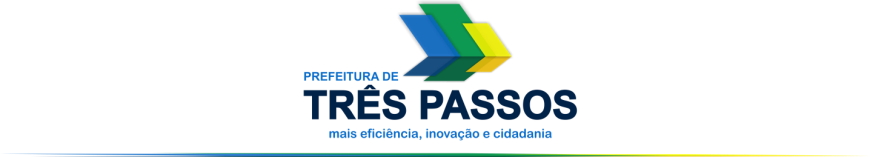 PREFEITURA DE
TRÊS PASSOS
mais eficiência, inovação e cidadania